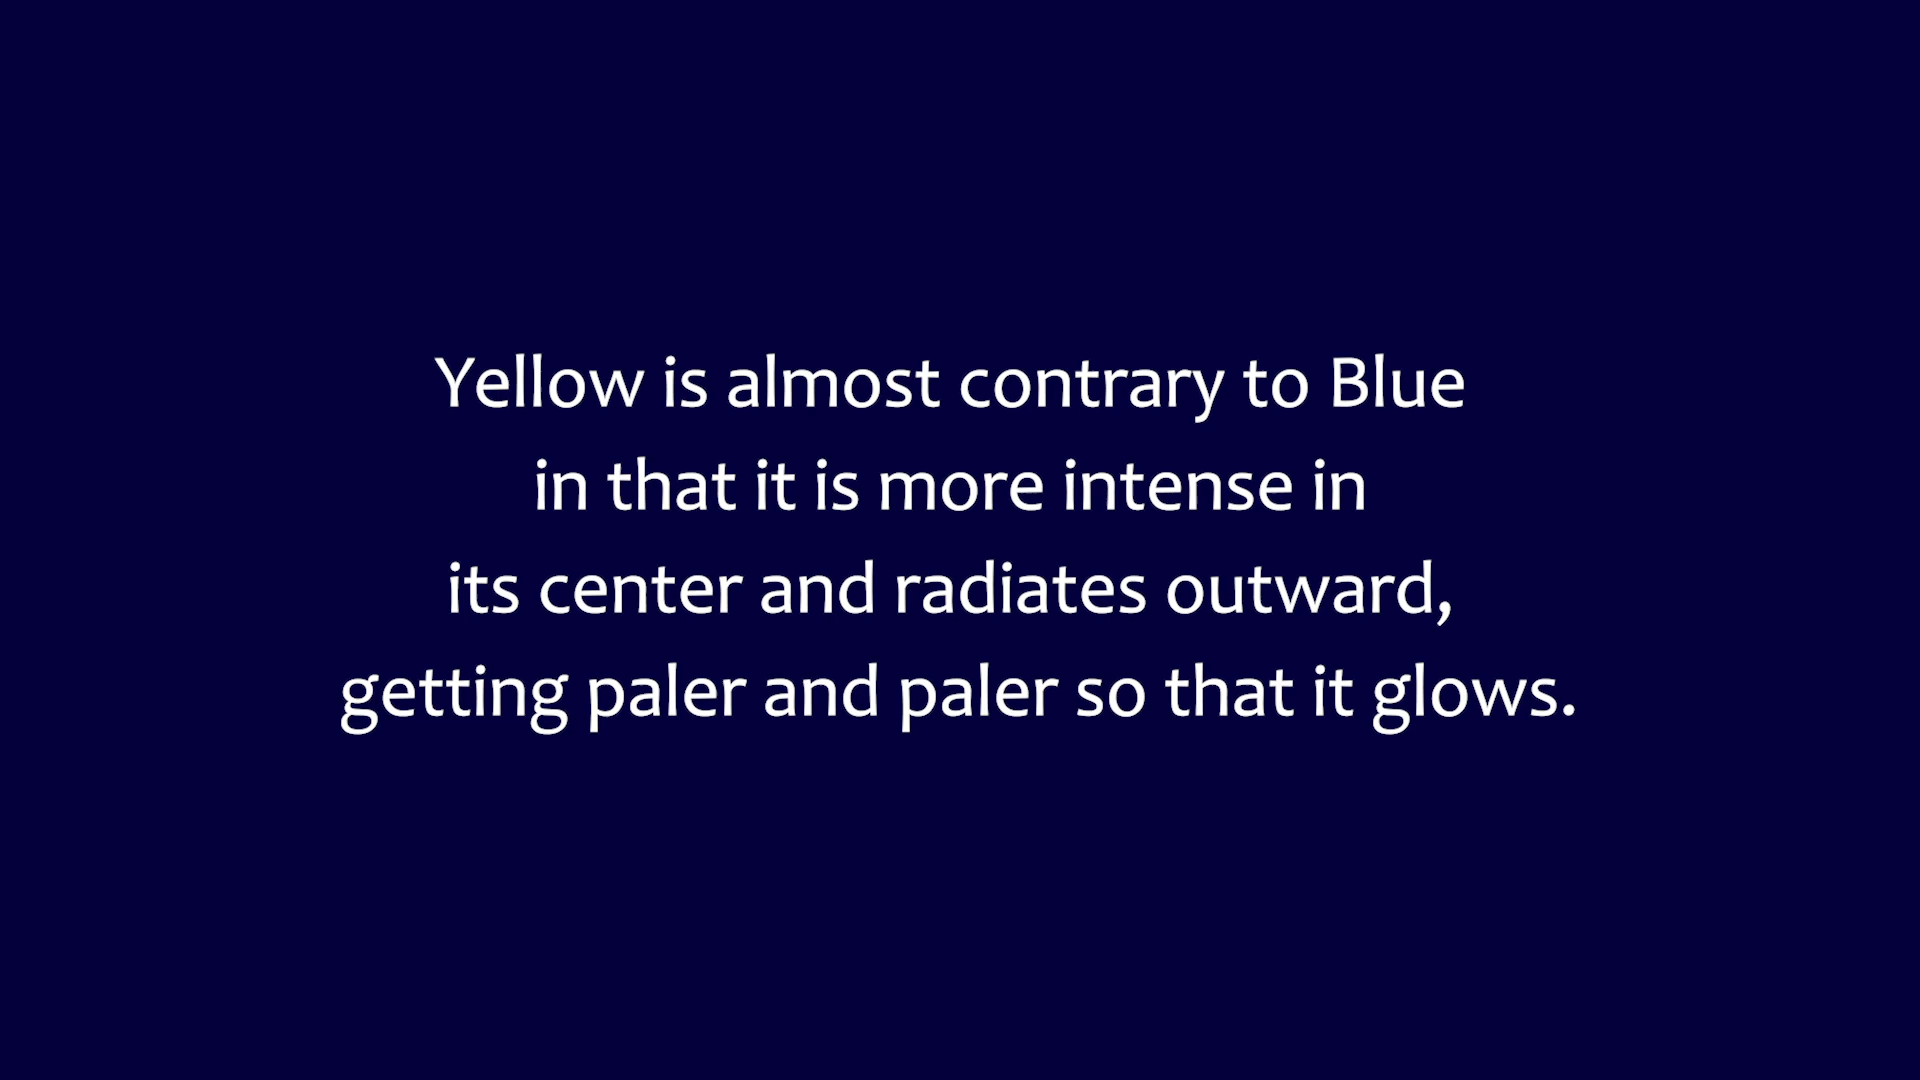 Yellow is almost contrary to Blue
in that it is more intense in
its center and radiates outward,
getting paler and paler so that it glows.